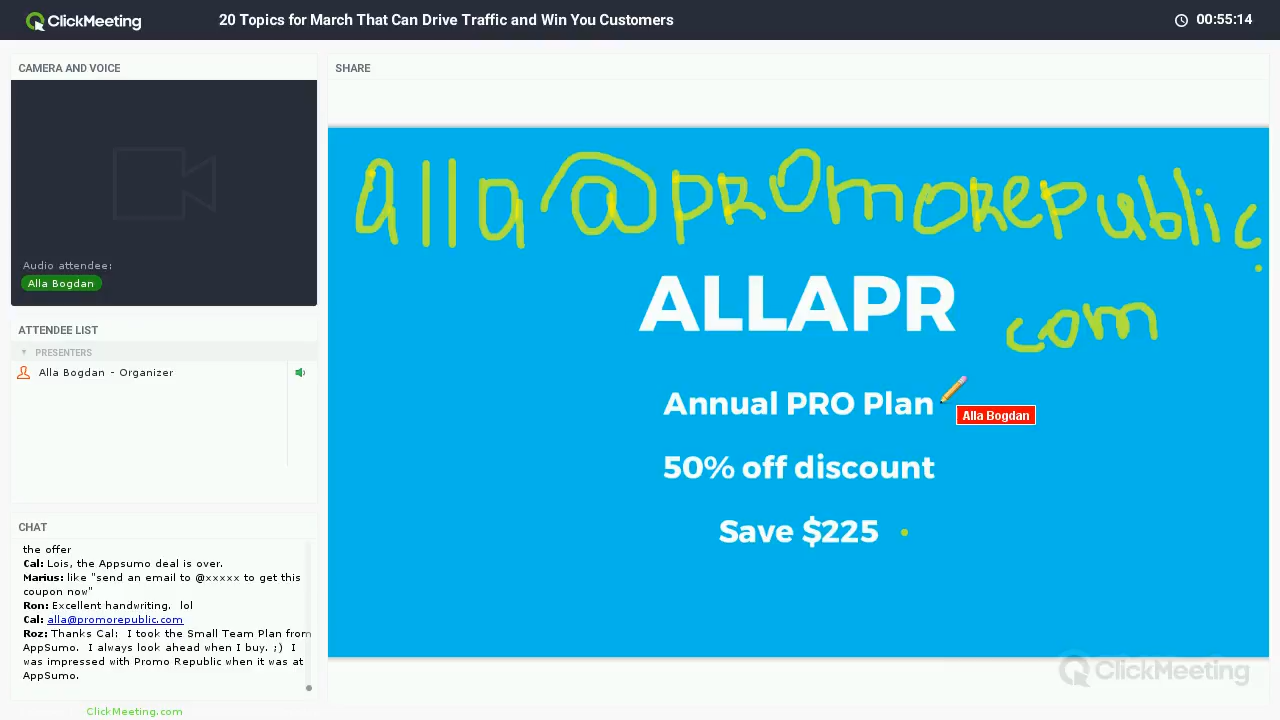 ClickMeeting
20 Topics for March That Can Drive Traffic and Win You Customers
00:55:14
CAMERA AND VOICE
Audio attendee:
Alla Bogdan
ATTENDEE LIST
PRESENTERS
Alla Bogdan - Organizer
CHAT
the offer
Cal: Lois, the Appsumo deal is over.
Marius: like "send an email to @xxxxx to get this
coupon now"
Ron: Excellent handwriting. lol
Cal: alla@promorepublic.com
Roz: Thanks Cal: I took the Small Team Plan from
AppSumo. I always look ahead when I buy. ;) I
was impressed with Promo Republic when it was at
AppSumo.
ClickMeeting.com
SHARE
alla@promorepublic.
com
ALLAPR
Annual PRO Plan
Alla Bogdan
50% off discount
Save $225
ClickMeeting